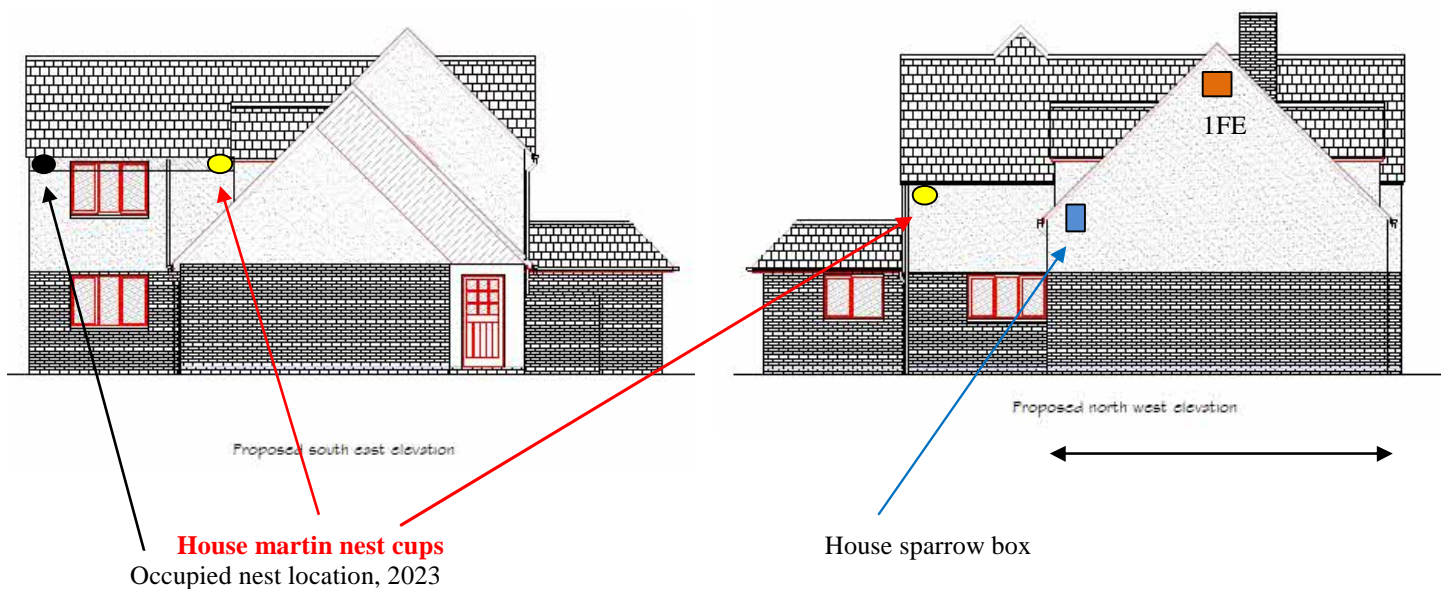 1FE
Proposed north west elevation
Proposed south east elevation
House martin nest cups
House sparrow box
Occupied nest location, 2023